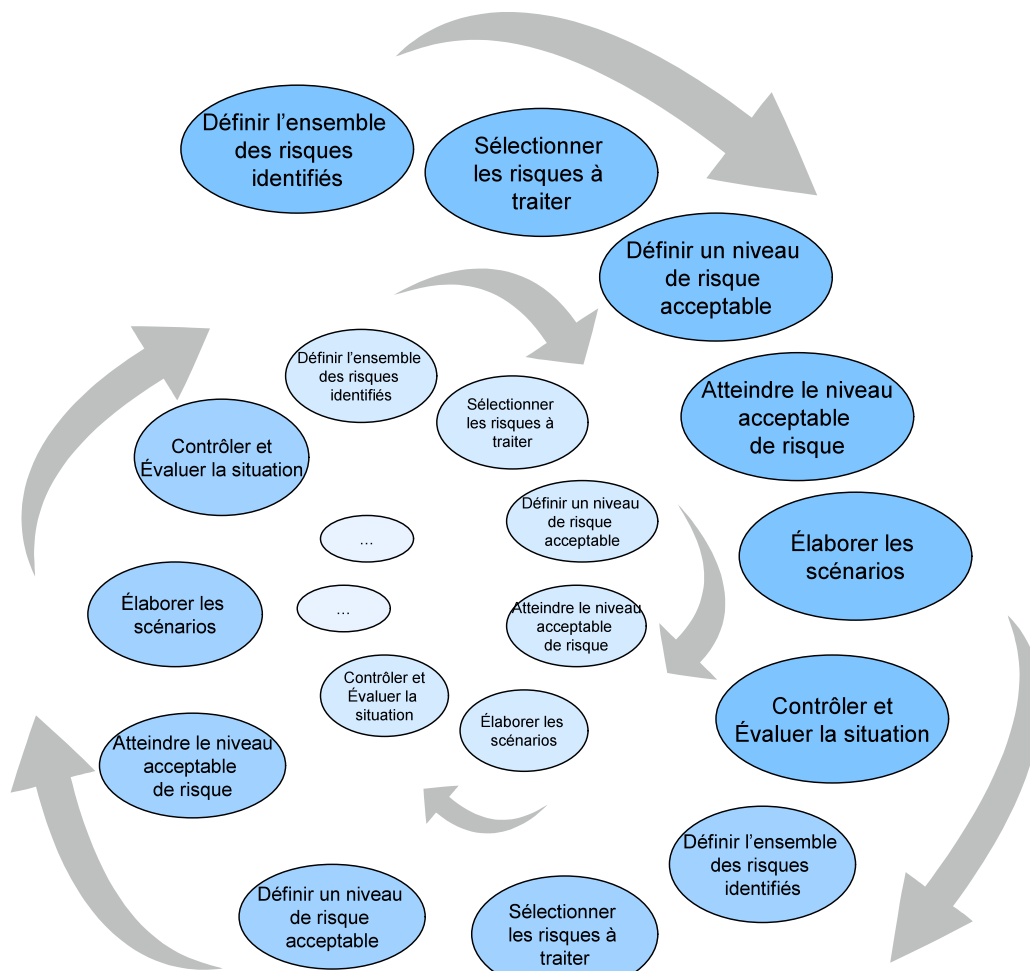 Définir l'ensemble
des risques
identifiés
Sélectionner
les risques à
traiter
Définir un niveau
de risque
acceptable
Atteindre le niveau
acceptable
de risque
Élaborer les
scénarios
Contrôler et
Évaluer la situation
Définir l'ensemble
des risques
identifiés
Sélectionner
les risques à
traiter
Définir un niveau
de risque
acceptable
Atteindre le niveau
acceptable
de risque
Élaborer les
scénarios
Contrôler et
Évaluer la situation
Définir l'ensemble
des risques
identifiés
Sélectionner
les risques à
traiter
Définir un niveau
de risque
acceptable
Atteindre le niveau
acceptable
de risque
Élaborer les
scénarios
Contrôler et
Évaluer la
situation
...
...